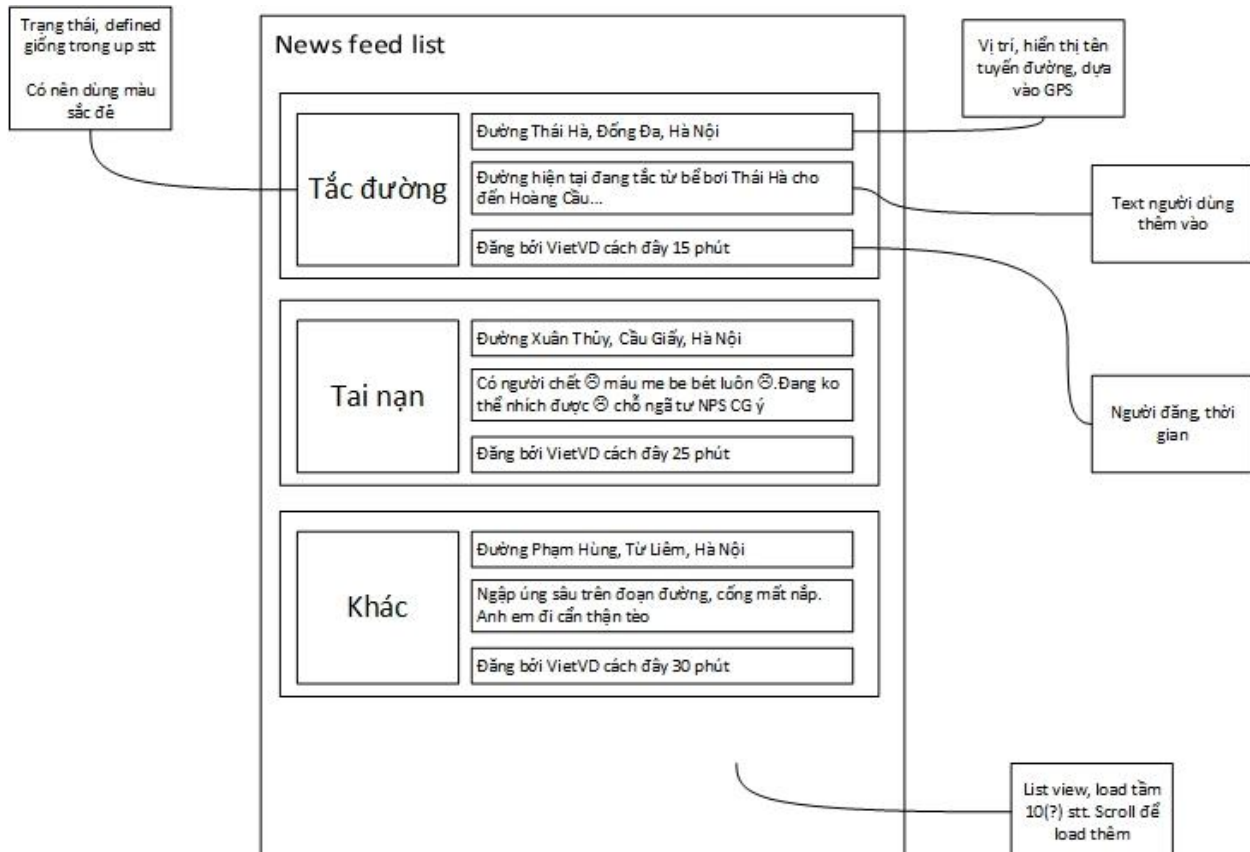 Trạng thái, defined
giống trong up stt
Có nên dùng màu
sắc đẻ
News feed list
Vị trí, hiển thị tên
tuyến đường, dựa
vào GPS
Tắc đường
Đường Thái Hà, Đống Đa, Hà Nội
Đường hiện tại đang tắc từ bể bơi Thái Hà cho
đến Hoàng Cầu...
Đăng bởi VietVD cách đây 15 phút
Text người dùng
thêm vào
Người đăng, thời
gian
Tai nạn
Đường Xuân Thủy, Cầu Giấy, Hà Nội
Có người chết ☹ máu me be bét luôn ☹.Đang ko
thể nhích được ☹ chỗ ngã tư NPS CG ý
Đăng bởi VietVD cách đây 25 phút
Khác
Đường Phạm Hùng, Từ Liêm, Hà Nội
Ngập úng sâu trên đoạn đường, cống mất nắp.
Anh em đi cẩn thận tèo
Đăng bởi VietVD cách đây 30 phút
List view, load tầm
10(?) stt. Scroll để
load thêm